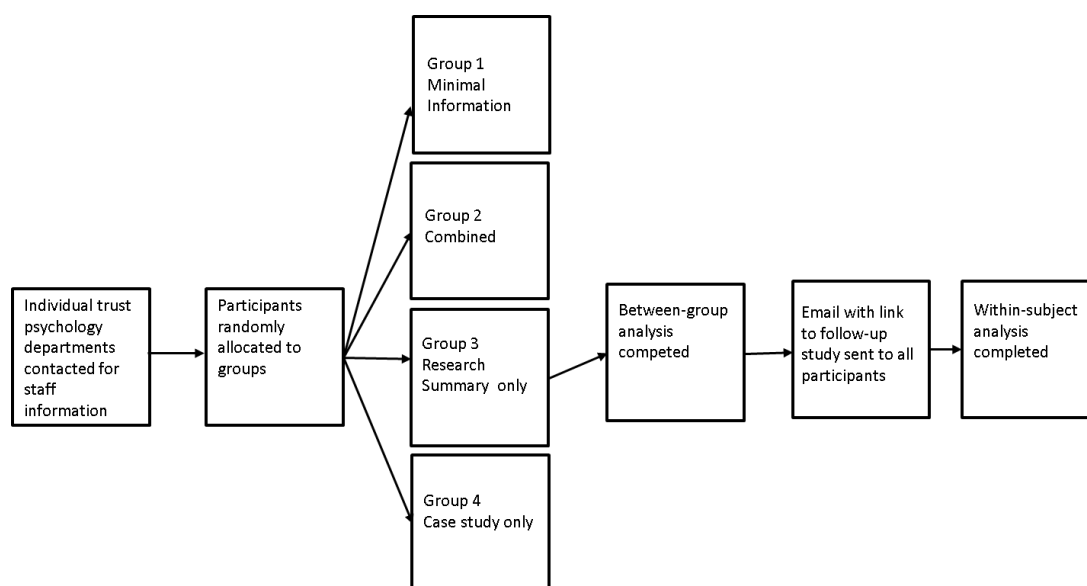 Individual trust
psychology
departments
contacted for
staff
information
Participants
randomly
allocated to
groups
Group 1
Minimal
Information
Group 2
Combined
Group 3
Research
Summary only
Group 4
Case study only
Between-group
analysis
competed
Email with link
to follow-up
study sent to all
participants
Within-subject
analysis
completed